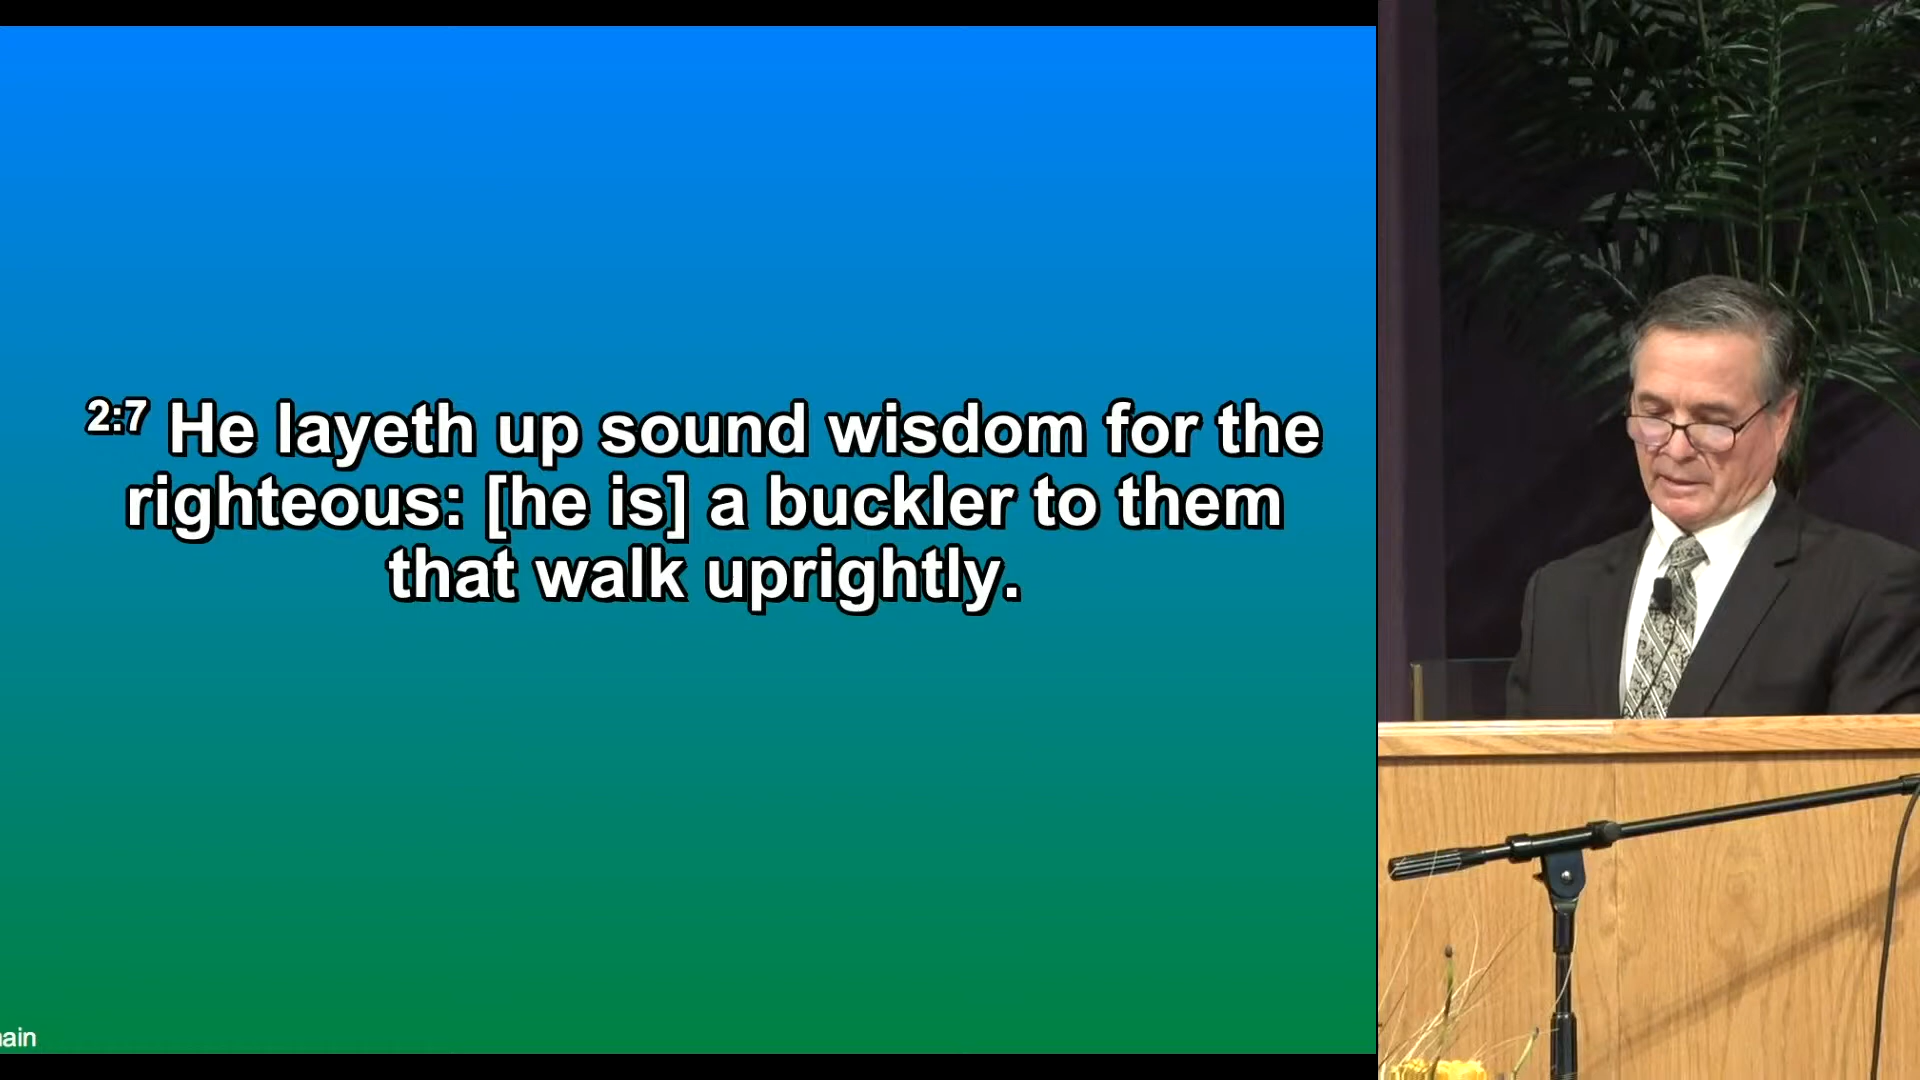 2:7 He layeth up sound wisdom for the
righteous: [he is] a buckler to them
that walk uprightly.
ain